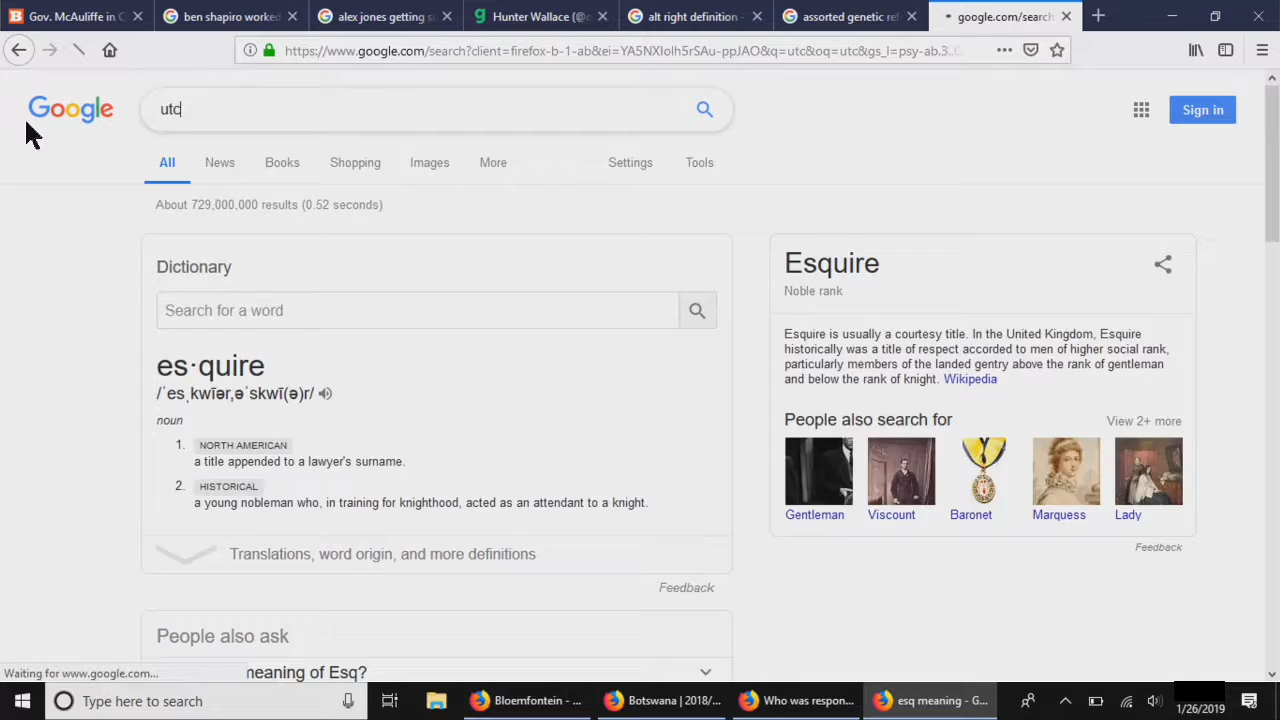 Gov. McAuliffe in C
ben shapiro worked
alex jones getting su
Hunter Wallace (@o
alt right definition -
assorted genetic ref
google.com/search
https://www.google.com/search?client=firefox-b-1-ab&ei=YA5NXIolh5rSAu-ppJAO&q=utc&oq=utc&gs_l=psy-ab.3..
Google
utc
Sign in
All
News
Books
Shopping
Images
More
Settings
Tools
About 729,000,000 results (0.52 seconds)
Dictionary
Search for a word
es·quire
/ˈesˌkwīər,əˈskwī(ə)r/
noun
1. NORTH AMERICAN
a title appended to a lawyer's surname.
2. HISTORICAL
a young nobleman who, in training for knighthood, acted as an attendant to a knight.
Translations, word origin, and more definitions
Feedback
People also ask
meaning of Esq?
Esquire
Noble rank
Esquire is usually a courtesy title. In the United Kingdom, Esquire
historically was a title of respect accorded to men of higher social rank,
particularly members of the landed gentry above the rank of gentleman
and below the rank of knight. Wikipedia
People also search for
View 2+ more
Gentleman
Viscount
Baronet
Marquess
Lady
Feedback
Waiting for www.google.com...
Type here to search
Bloemfontein - ...
Botswana | 2018/...
Who was respon...
esq meaning - G...
1/26/2019